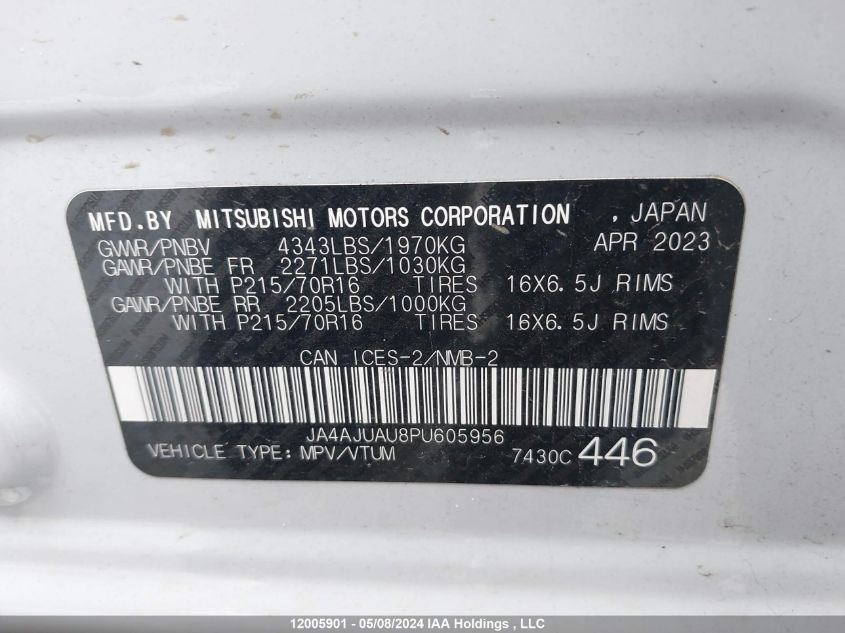 MFD.BY MITSUBISHI MOTORS CORPORATION , JAPAN
GVWR/PNBV 4343LBS/1970KG APR 2023
GAWR/PNBE FR 2271LBS/1030KG
WITH P215/70R16 TIRES 16X6.5J RIMS
GAWR/PNBE RR 2205LBS/1000KG
WITH P215/70R16 TIRES 16X6.5J RIMS
CAN ICES-2/NMB-2
JA4AJUAU8PU605956
VEHICLE TYPE: MPV/VTUM 7430C 446
12005901 - 05/08/2024 IAA Holdings , LLC